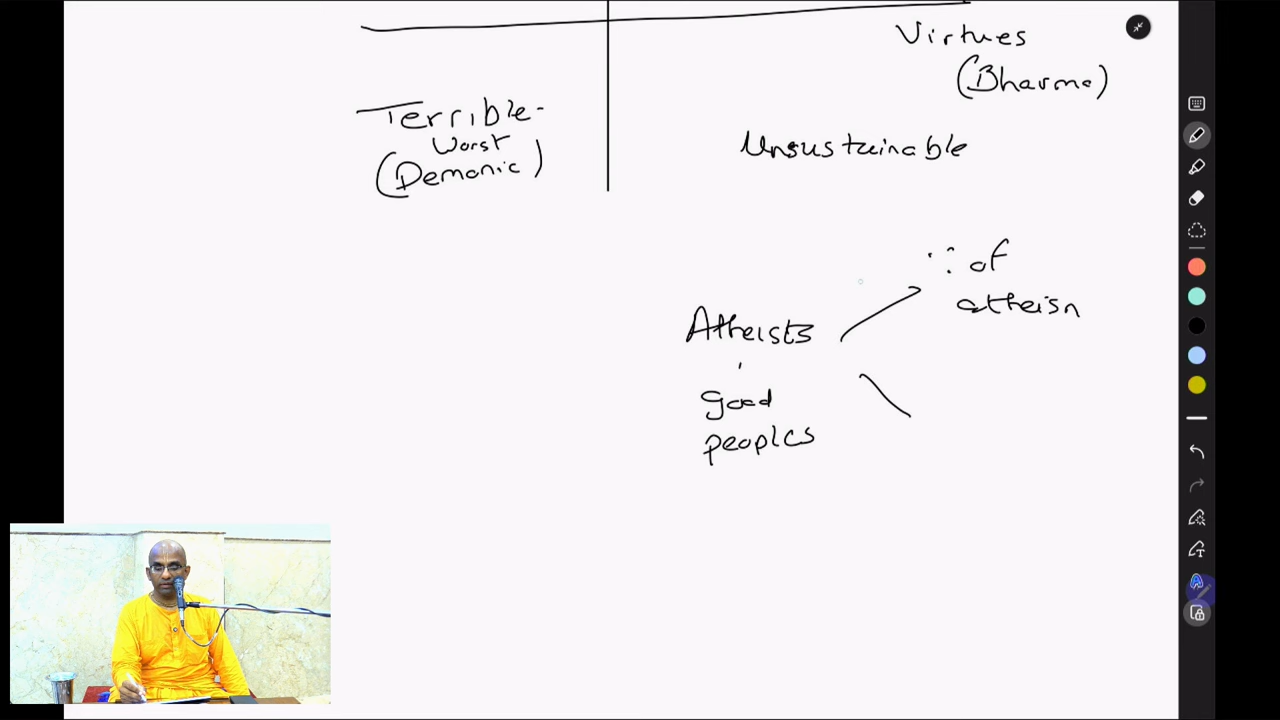 Virtues
(Dharma)
Terrible-
Worst
(Demonic)
Unsustainable
∵ of
atheism
Atheists
good
peoples